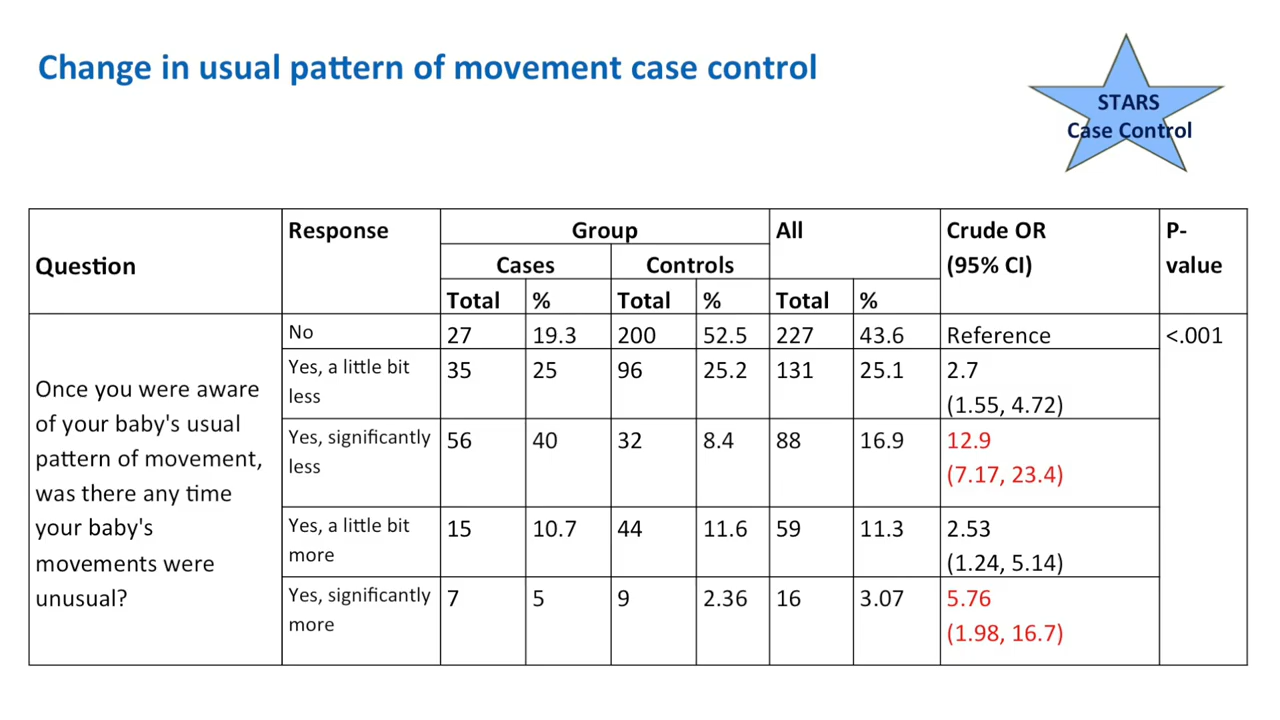 Change in usual pattern of movement case control
STARS
Case Control
Question
Response
Group
All
Crude OR
(95% CI)
P-
value
Cases
Controls
Total
%
Total
%
Total
%
Once you were aware
of your baby's usual
pattern of movement,
was there any time
your baby's
movements were
unusual?
No
27
19.3
200
52.5
227
43.6
Reference
<.001
Yes, a little bit
less
35
25
96
25.2
131
25.1
2.7
(1.55, 4.72)
Yes, significantly
less
56
40
32
8.4
88
16.9
12.9
(7.17, 23.4)
Yes, a little bit
more
15
10.7
44
11.6
59
11.3
2.53
(1.24, 5.14)
Yes, significantly
more
7
5
9
2.36
16
3.07
5.76
(1.98, 16.7)